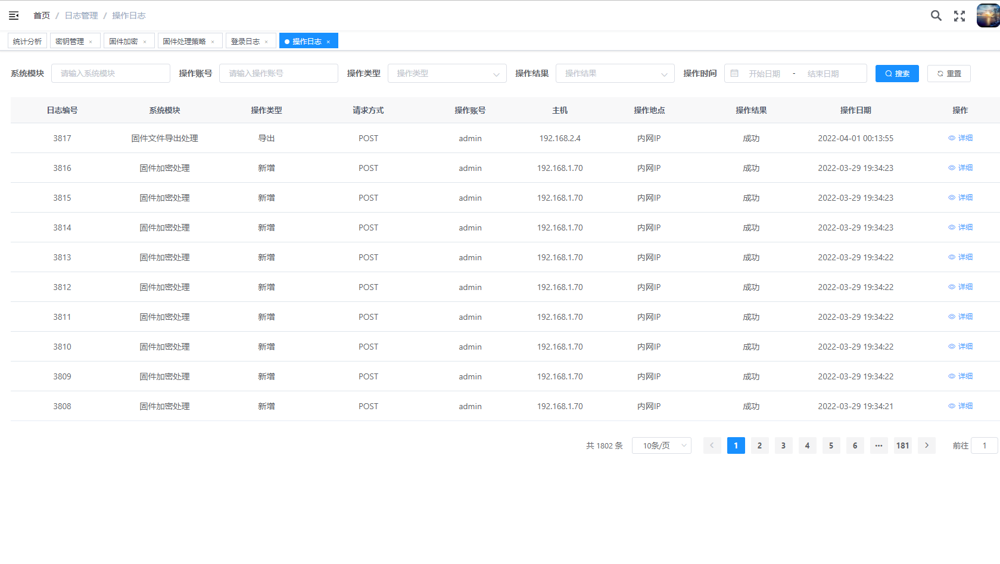 首页 / 日志管理 / 操作日志
统计分析 密钥管理 × 固件加密 × 固件处理策略 × 登录日志 × 操作日志 ×
系统模块 请输入系统模块 操作账号 请输入操作账号 操作类型 操作类型 操作结果 操作结果 操作时间 开始日期 - 结束日期 搜索 重置
日志编号 系统模块 操作类型 请求方式 操作账号 主机 操作地点 操作结果 操作日期 操作
3817 固件文件导出处理 导出 POST admin 192.168.2.4 内网IP 成功 2022-04-01 00:13:55 详细
3816 固件加密处理 新增 POST admin 192.168.1.70 内网IP 成功 2022-03-29 19:34:23 详细
3815 固件加密处理 新增 POST admin 192.168.1.70 内网IP 成功 2022-03-29 19:34:23 详细
3814 固件加密处理 新增 POST admin 192.168.1.70 内网IP 成功 2022-03-29 19:34:23 详细
3813 固件加密处理 新增 POST admin 192.168.1.70 内网IP 成功 2022-03-29 19:34:22 详细
3812 固件加密处理 新增 POST admin 192.168.1.70 内网IP 成功 2022-03-29 19:34:22 详细
3811 固件加密处理 新增 POST admin 192.168.1.70 内网IP 成功 2022-03-29 19:34:22 详细
3810 固件加密处理 新增 POST admin 192.168.1.70 内网IP 成功 2022-03-29 19:34:22 详细
3809 固件加密处理 新增 POST admin 192.168.1.70 内网IP 成功 2022-03-29 19:34:22 详细
3808 固件加密处理 新增 POST admin 192.168.1.70 内网IP 成功 2022-03-29 19:34:21 详细
共 1802 条 10条/页 < 1 2 3 4 5 6 ··· 181 > 前往 1